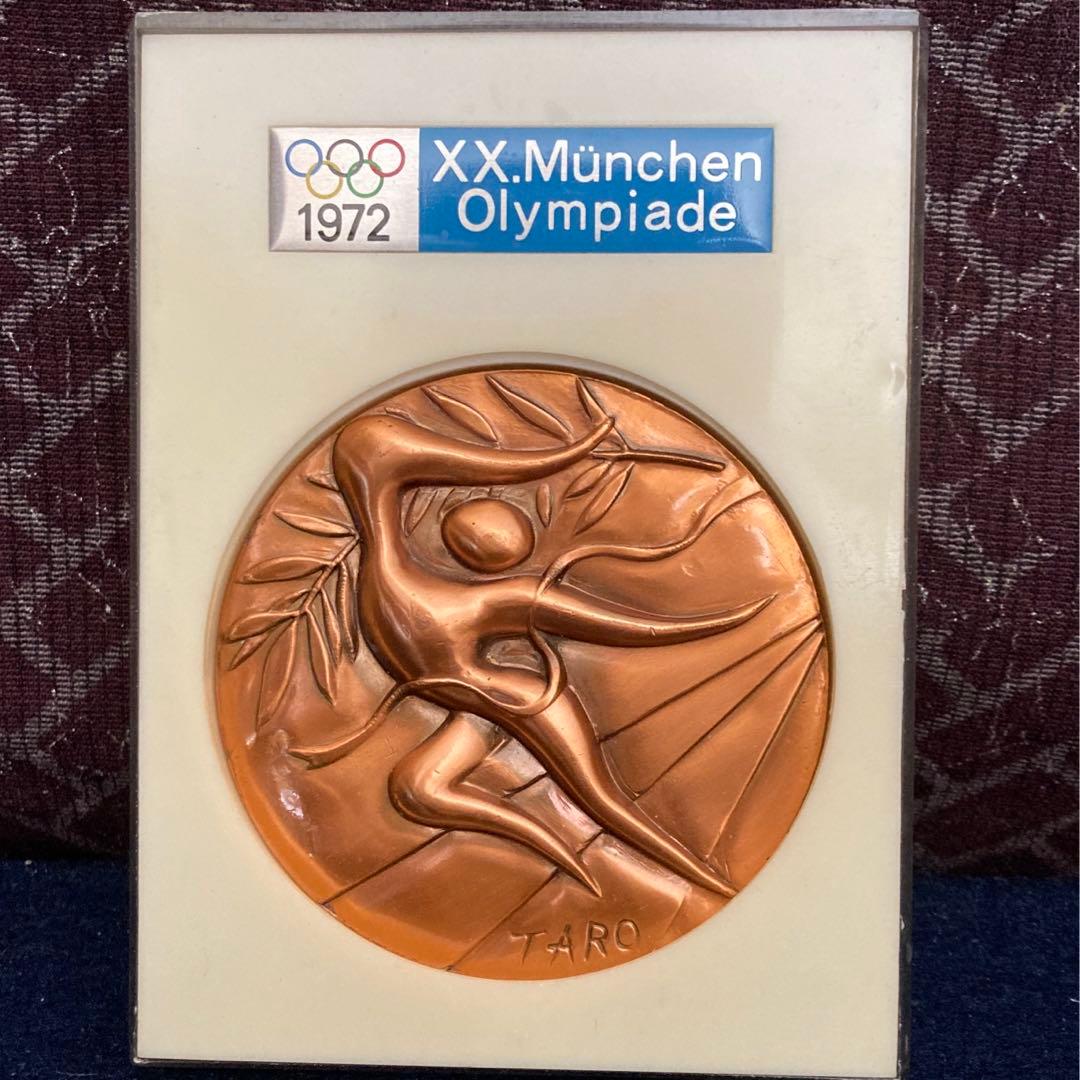 1972
XX.München
Olympiade
TARO